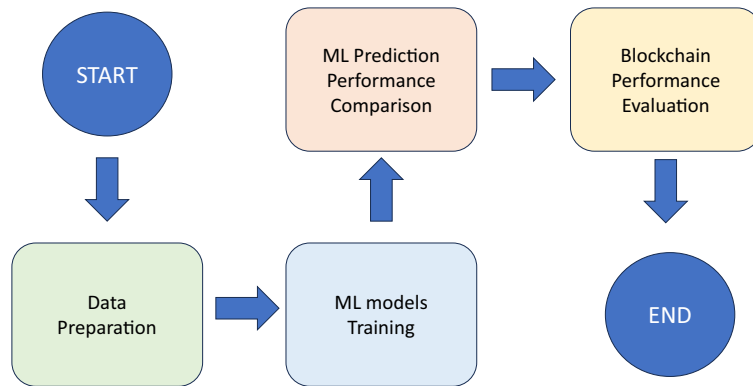 START
Data
Preparation
ML models
Training
ML Prediction
Performance
Comparison
Blockchain
Performance
Evaluation
END